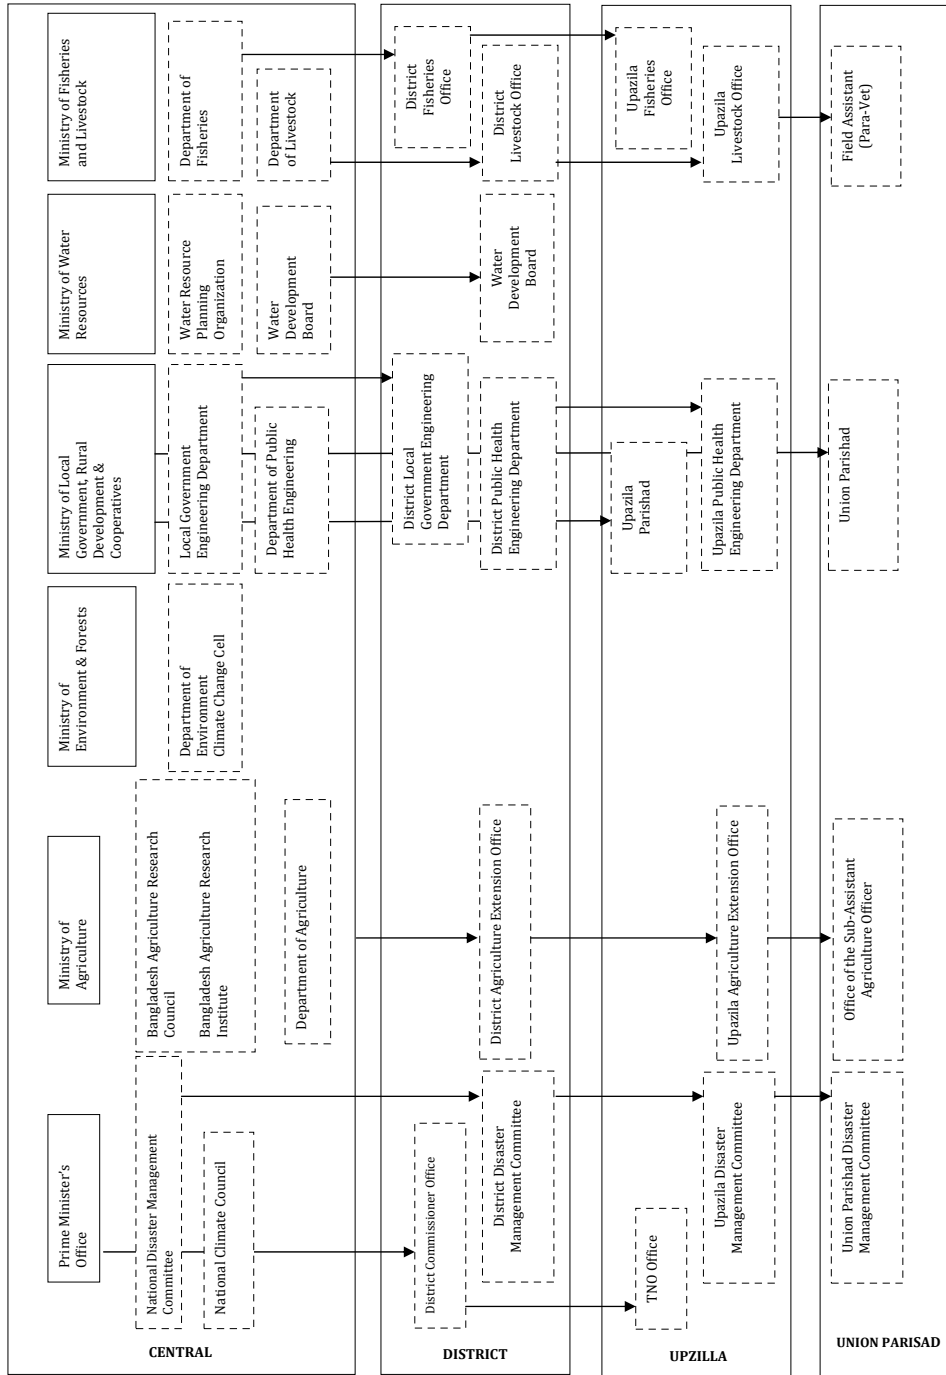 Prime Minister's
Office
National Disaster Management
Committee
National Climate Council
Ministry of
Agriculture
Bangladesh Agriculture Research
Council
Bangladesh Agriculture Research
Institute
Department of Agriculture
Ministry of
Environment & Forests
Department of
Environment
Climate Change Cell
Ministry of Local
Government, Rural
Development &
Cooperatives
Local Government
Engineering Department
Department of Public
Health Engineering
Ministry of Water
Resources
Water Resource
Planning
Organization
Water
Development
Board
Ministry of Fisheries
and Livestock
Department of
Fisheries
Department
of Livestock
CENTRAL
District Commissioner Office
District Disaster
Management Committee
District Agriculture Extension Office
District Local
Government Engineering
Department
District Public Health
Engineering Department
Water
Development
Board
District
Fisheries
Office
District
Livestock Office
DISTRICT
TNO Office
Upazila Disaster
Management Committee
Upazila Agriculture Extension Office
Upazila
Parishad
Upazila Public Health
Engineering Department
Upazila
Fisheries
Office
Upazila
Livestock Office
UPZILLA
Union Parishad Disaster
Management Committee
Office of the Sub-Assistant
Agriculture Officer
Union Parishad
Field Assistant
(Para-Vet)
UNION PARISAD